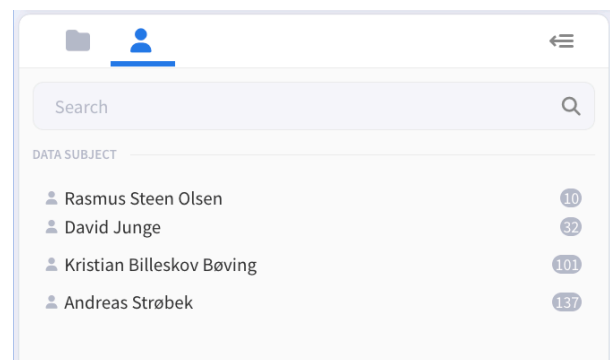 Search
DATA SUBJECT
Rasmus Steen Olsen 10
David Junge 32
Kristian Billeskov Bøving 101
Andreas Strøbek 137